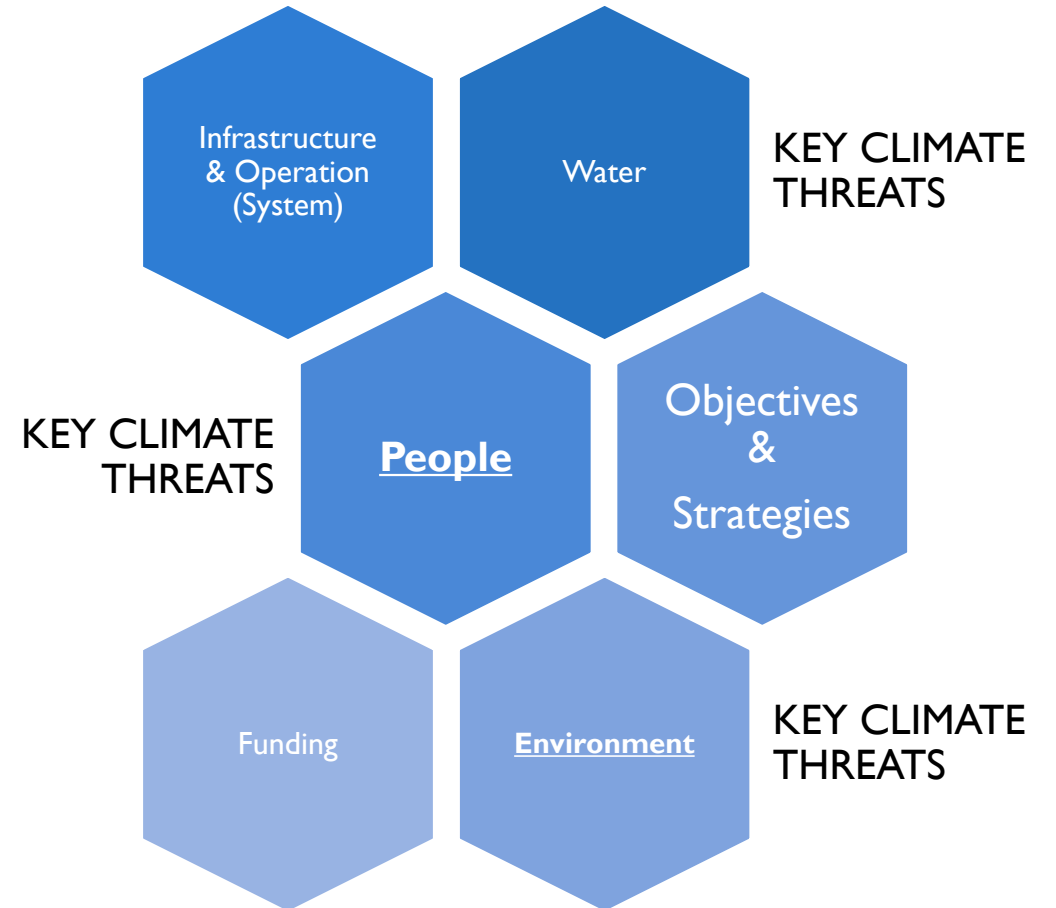 Infrastructure
& Operation
(System)
Water
KEY CLIMATE
THREATS
KEY CLIMATE
THREATS
People
Objectives
&
Strategies
Funding
Environment
KEY CLIMATE
THREATS